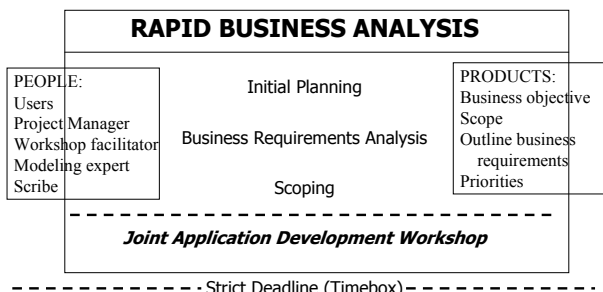 RAPID BUSINESS ANALYSIS
PEOPLE:
Users
Project Manager
Workshop facilitator
Modeling expert
Scribe
Initial Planning
Business Requirements Analysis
Scoping
PRODUCTS:
Business objective
Scope
Outline business
requirements
Priorities
Joint Application Development Workshop
Strict Deadline (Timebox)